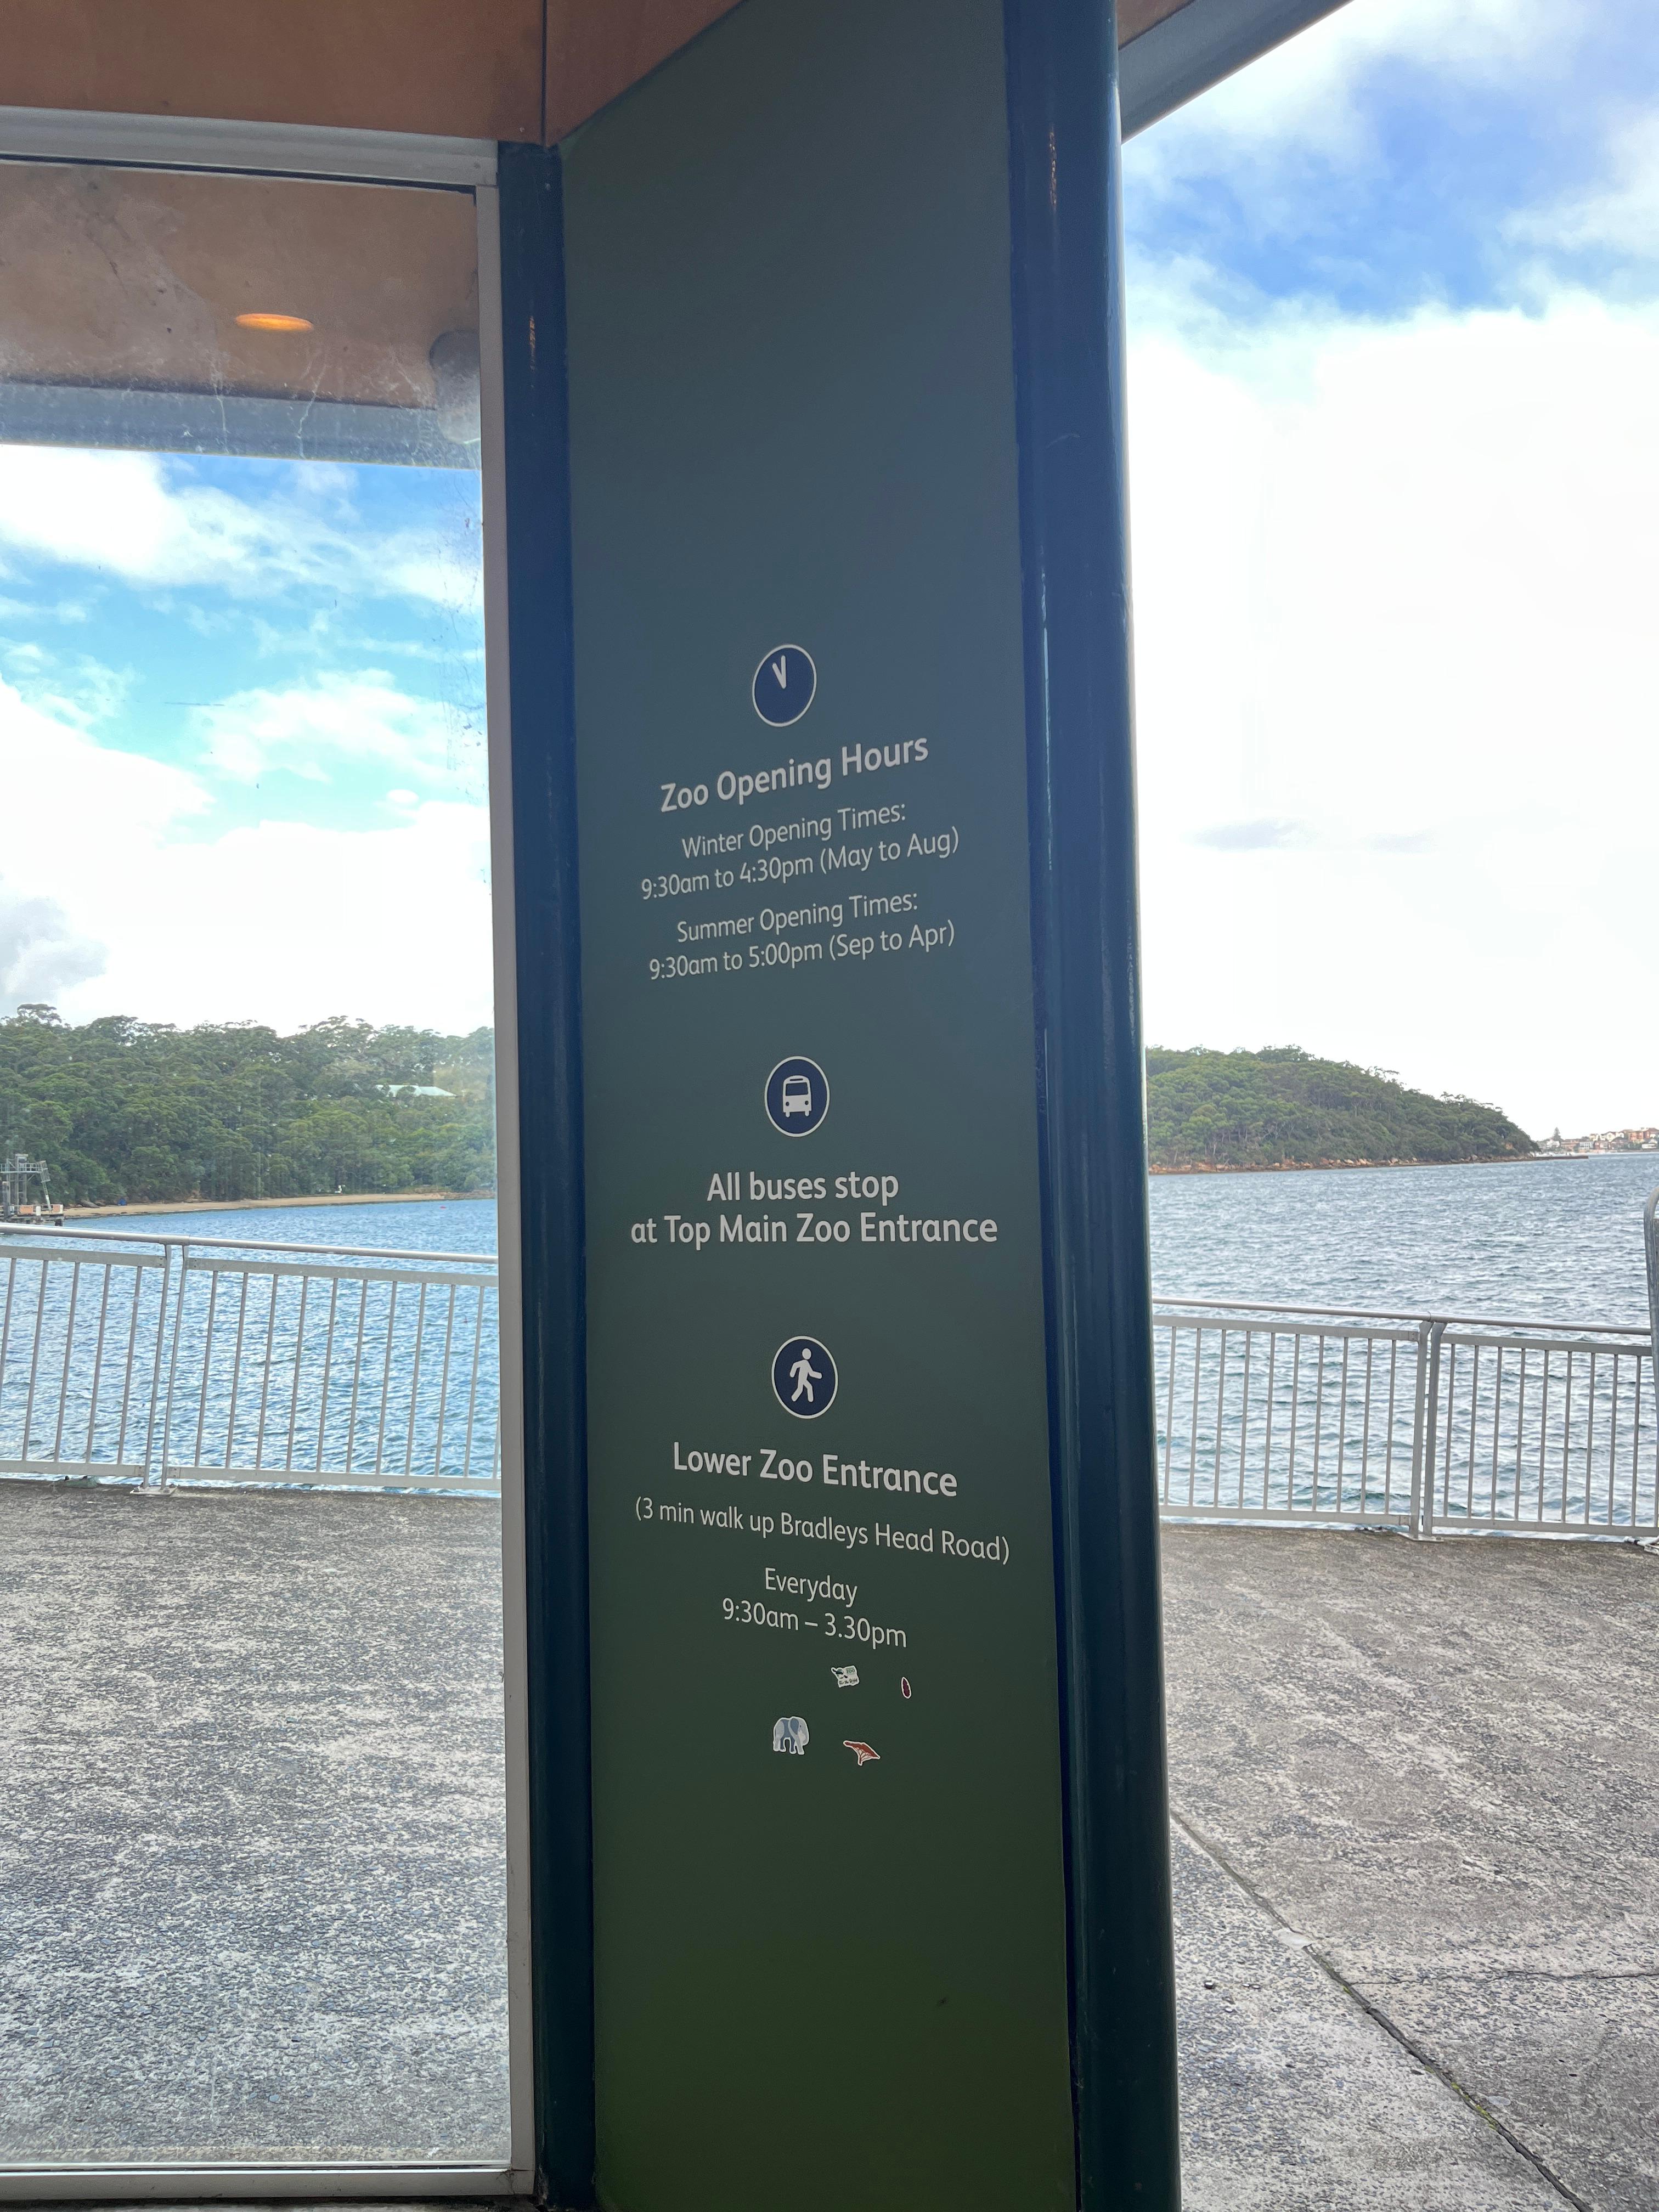 Zoo Opening Hours
Winter Opening Times:
9:30am to 4:30pm (May to Aug)
Summer Opening Times:
9:30am to 5:00pm (Sep to Apr)
All buses stop
at Top Main Zoo Entrance
Lower Zoo Entrance
(3 min walk up Bradleys Head Road)
Everyday
9:30am – 3.30pm